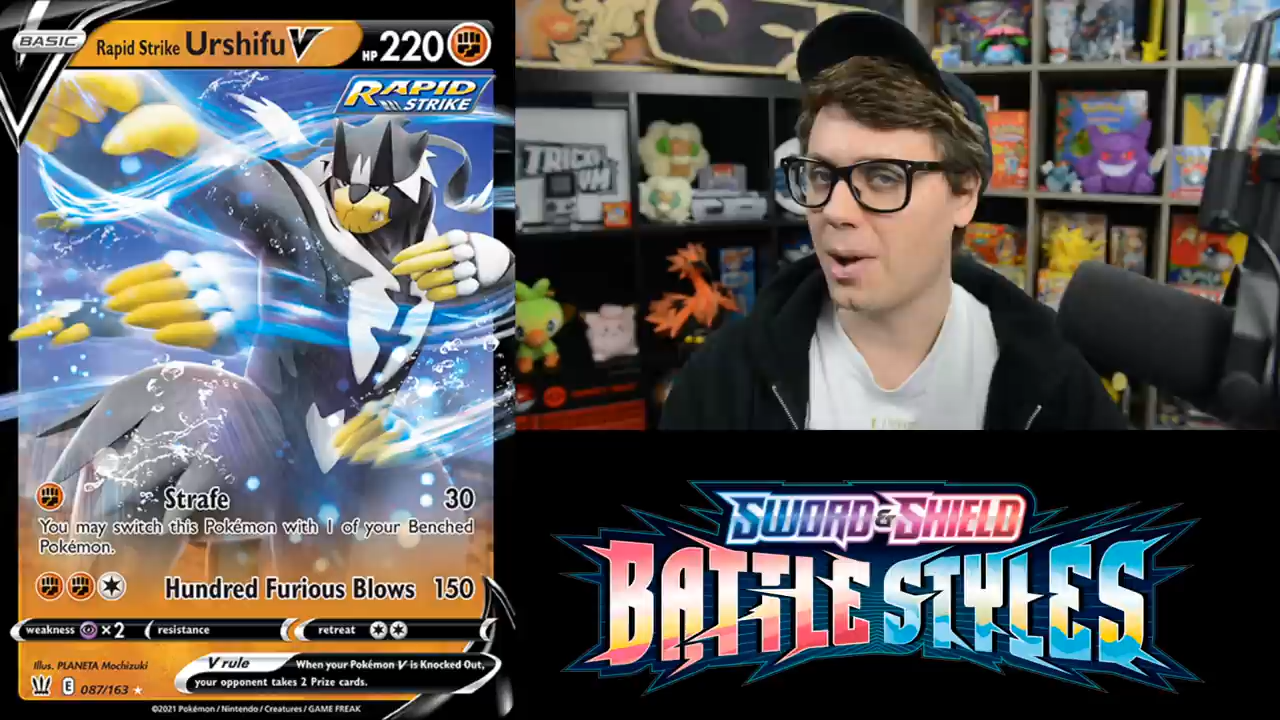 BASIC
Rapid Strike Urshifu V
HP 220
RAPID
STRIKE
Strafe 30
You may switch this Pokémon with 1 of your Benched
Pokémon.
Hundred Furious Blows 150
weakness ×2 resistance retreat
Illus. PLANETA Mochizuki
V rule When your Pokémon V is Knocked Out,
your opponent takes 2 Prize cards.
E 087/163
©2021 Pokémon / Nintendo / Creatures / GAME FREAK
SWORD & SHIELD
BATTLE STYLES